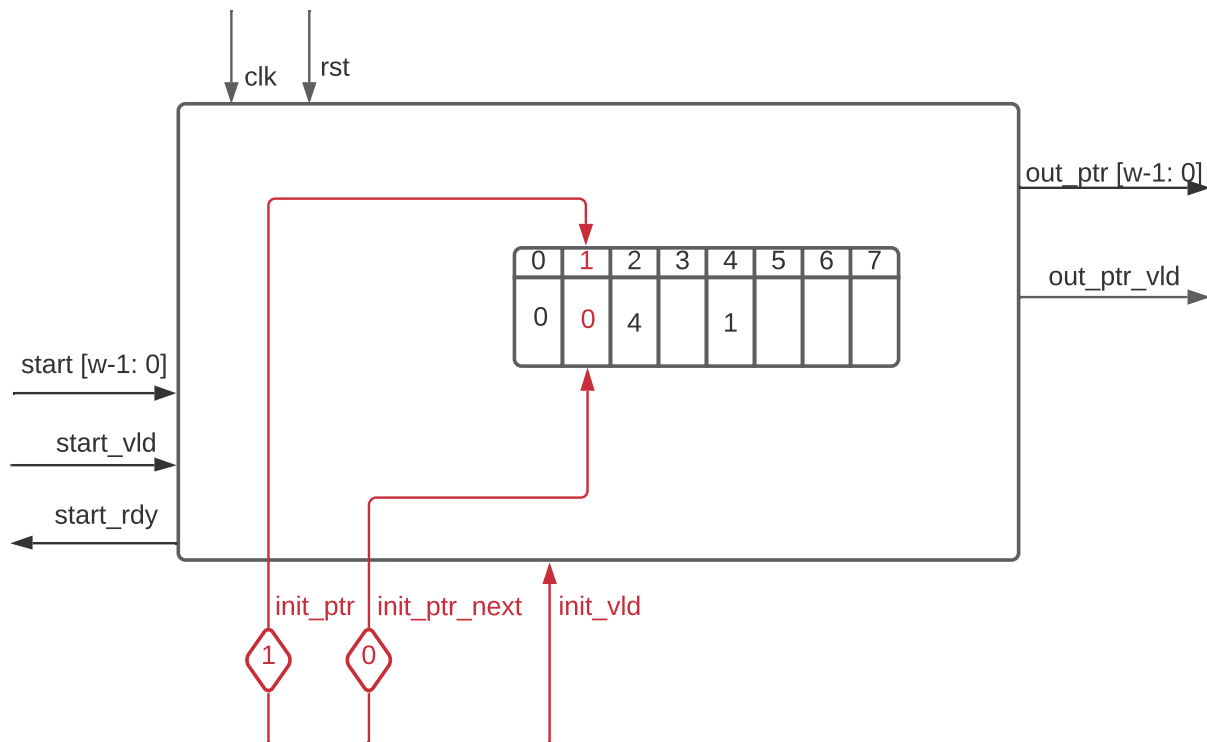 clk
rst
out_ptr [w-1: 0]
0 1 2 3 4 5 6 7
out_ptr_vld
0 0 4 1
start [w-1: 0]
start_vld
start_rdy
init_ptr init_ptr_next init_vld
1 0